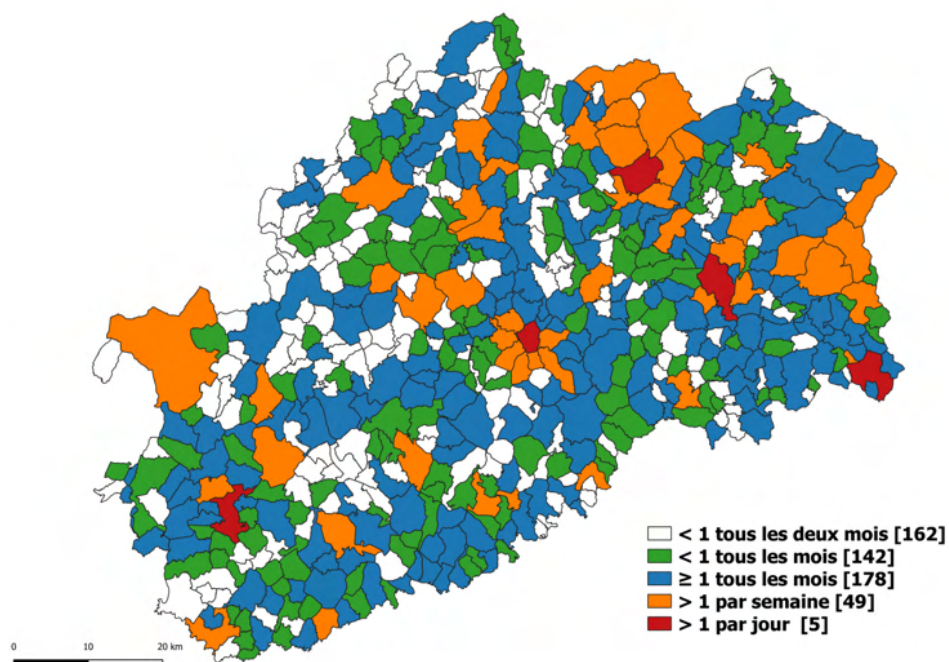 < 1 tous les deux mois [162]
< 1 tous les mois [142]
≥ 1 tous les mois [178]
> 1 par semaine [49]
> 1 par jour [5]
0 10 20 km